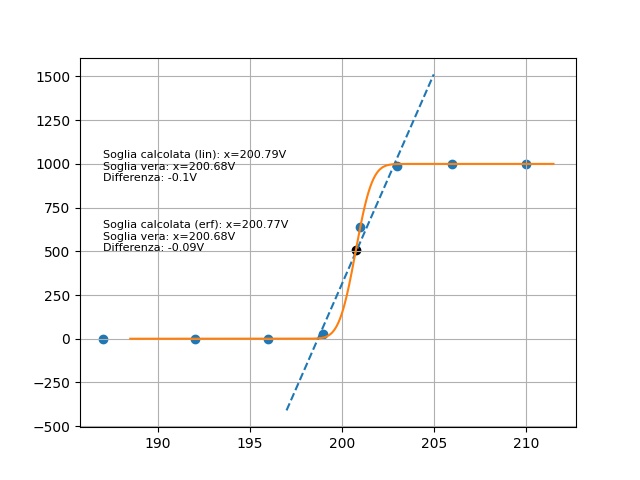 1500
1250
1000
750
500
250
0
−250
−500
Soglia calcolata (lin): x=200.79V
Soglia vera: x=200.68V
Differenza: -0.1V
Soglia calcolata (erf): x=200.77V
Soglia vera: x=200.68V
Differenza: -0.09V
190 195 200 205 210